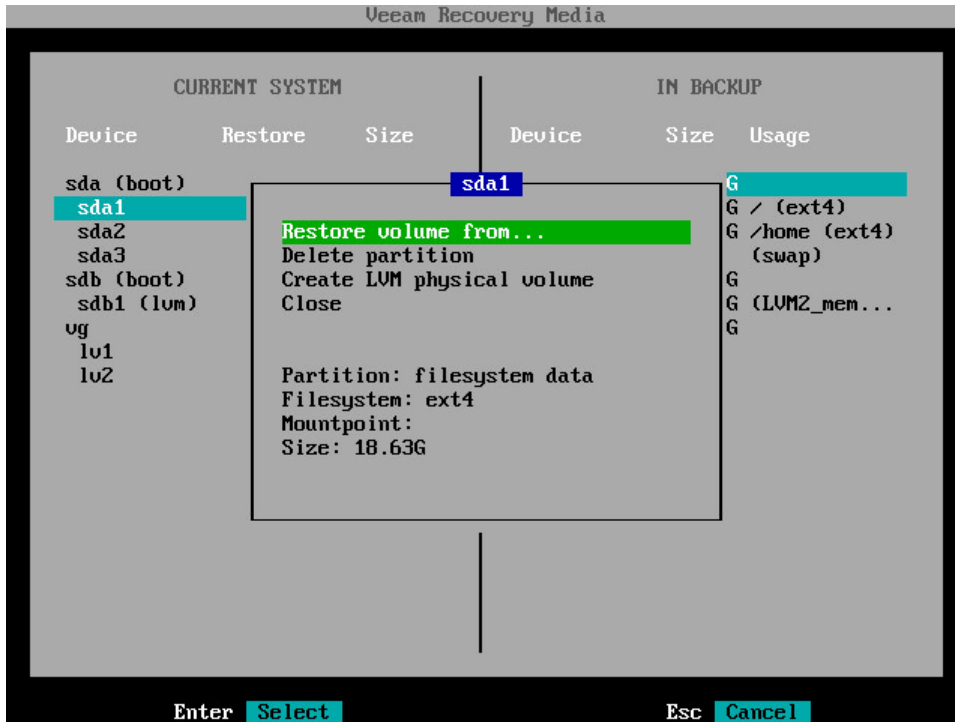 Veeam Recovery Media
CURRENT SYSTEM IN BACKUP
Device Restore Size Device Size Usage
sda (boot) G
sda1 G / (ext4)
sda2 G /home (ext4)
sda3 (swap)
sdb (boot) G
sdb1 (lvm) G (LVM2_mem...
vg G
lv1
lv2
sda1
Restore volume from...
Delete partition
Create LVM physical volume
Close
Partition: filesystem data
Filesystem: ext4
Mountpoint:
Size: 18.63G
Enter Select Esc Cancel